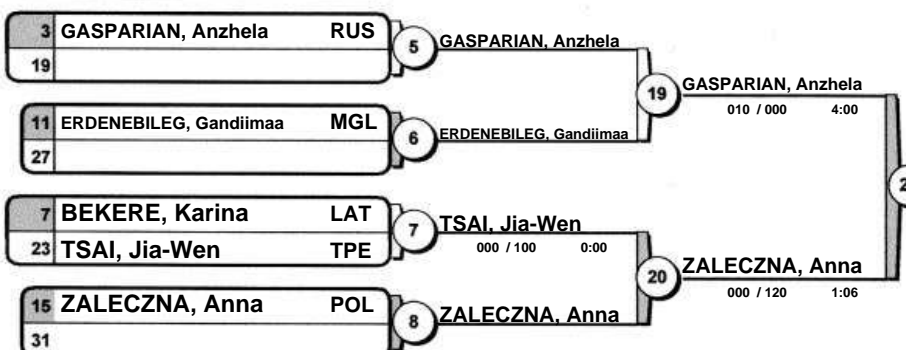 3 GASPARIAN, Anzhela RUS
19
5
GASPARIAN, Anzhela
11 ERDENEBILEG, Gandiimaa MGL
27
6
ERDENEBILEG, Gandiimaa
19
GASPARIAN, Anzhela
010 / 000 4:00
7 BEKERE, Karina LAT
23 TSAI, Jia-Wen TPE
7
TSAI, Jia-Wen
000 / 100 0:00
15 ZALECZNA, Anna POL
31
8
ZALECZNA, Anna
20
ZALECZNA, Anna
000 / 120 1:06